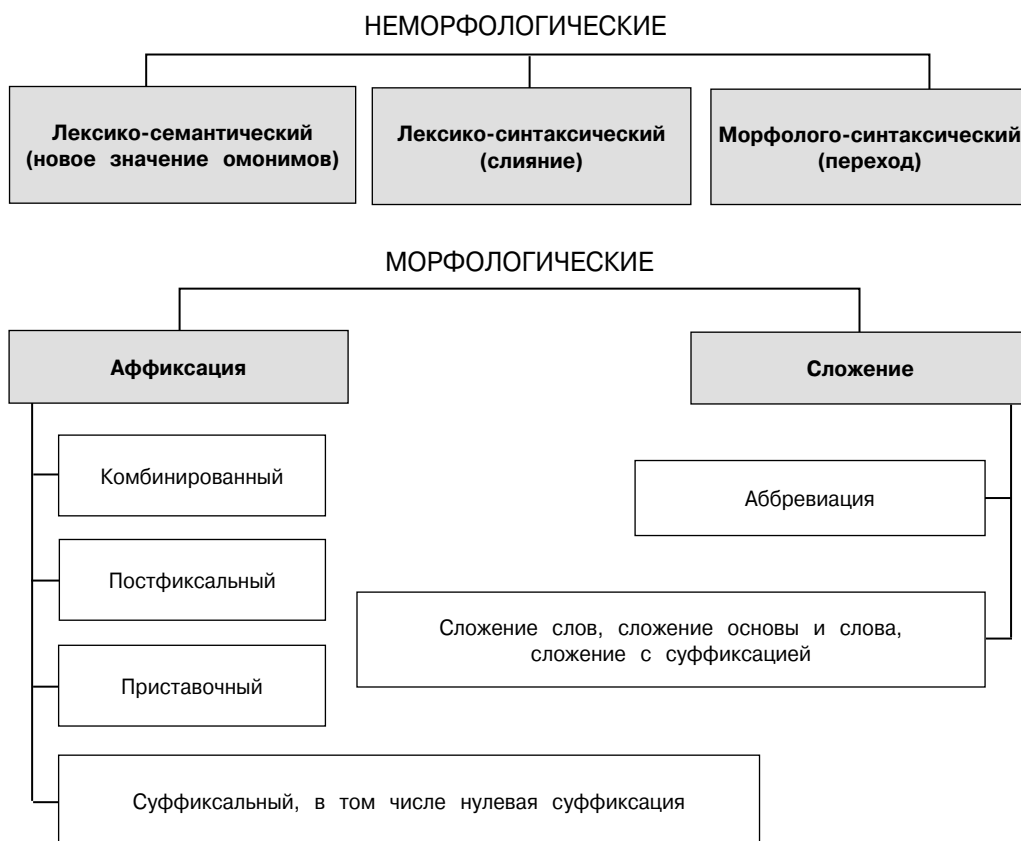 НЕМОРФОЛОГИЧЕСКИЕ
Лексико-семантический
(новое значение омонимов)
Лексико-синтаксический
(слияние)
Морфолого-синтаксический
(переход)
МОРФОЛОГИЧЕСКИЕ
Аффиксация
Сложение
Комбинированный
Аббревиация
Постфиксальный
Сложение слов, сложение основы и слова,
сложение с суффиксацией
Приставочный
Суффиксальный, в том числе нулевая суффиксация